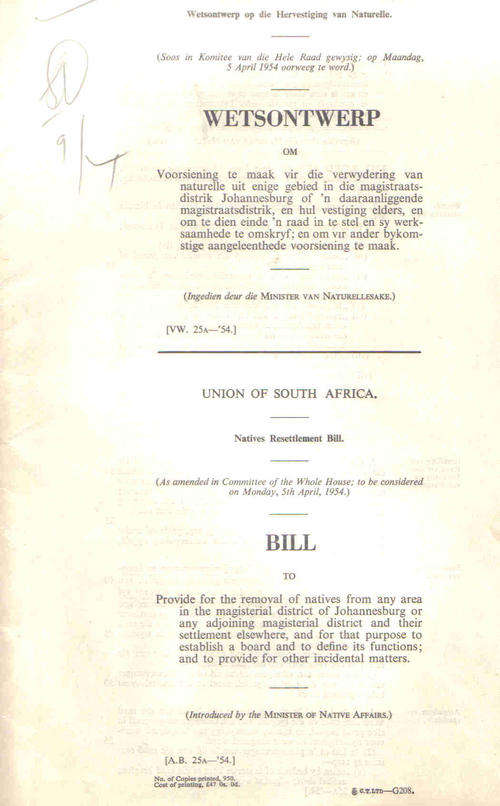 Wetsontwerp op die Hervestiging van Naturelle.
(Soos in Komitee van die Hele Raad gewysig; op Maandag,
5 April 1954 oorweeg te word.)
WETSONTWERP
OM
Voorsiening te maak vir die verwydering van
naturelle uit enige gebied in die magistraats-
distrik Johannesburg of 'n daaraanliggende
magistraatsdistrik, en hul vestiging elders, en
om te dien einde 'n raad in te stel en sy werk-
saamhede te omskryf; en om vir ander bykom-
stige aangeleenthede voorsiening te maak.
(Ingedien deur die MINISTER VAN NATURELLESAKE.)
[VW. 25A—'54.]
UNION OF SOUTH AFRICA.
Natives Resettlement Bill.
(As amended in Committee of the Whole House; to be considered
on Monday, 5th April, 1954.)
BILL
TO
Provide for the removal of natives from any area
in the magisterial district of Johannesburg or
any adjoining magisterial district and their
settlement elsewhere, and for that purpose to
establish a board and to define its functions;
and to provide for other incidental matters.
(Introduced by the MINISTER OF NATIVE AFFAIRS.)
[A.B. 25A—'54.]
No. of Copies printed, 950.
Cost of printing, £47 0s. 0d.
C.T.LTD—G208.